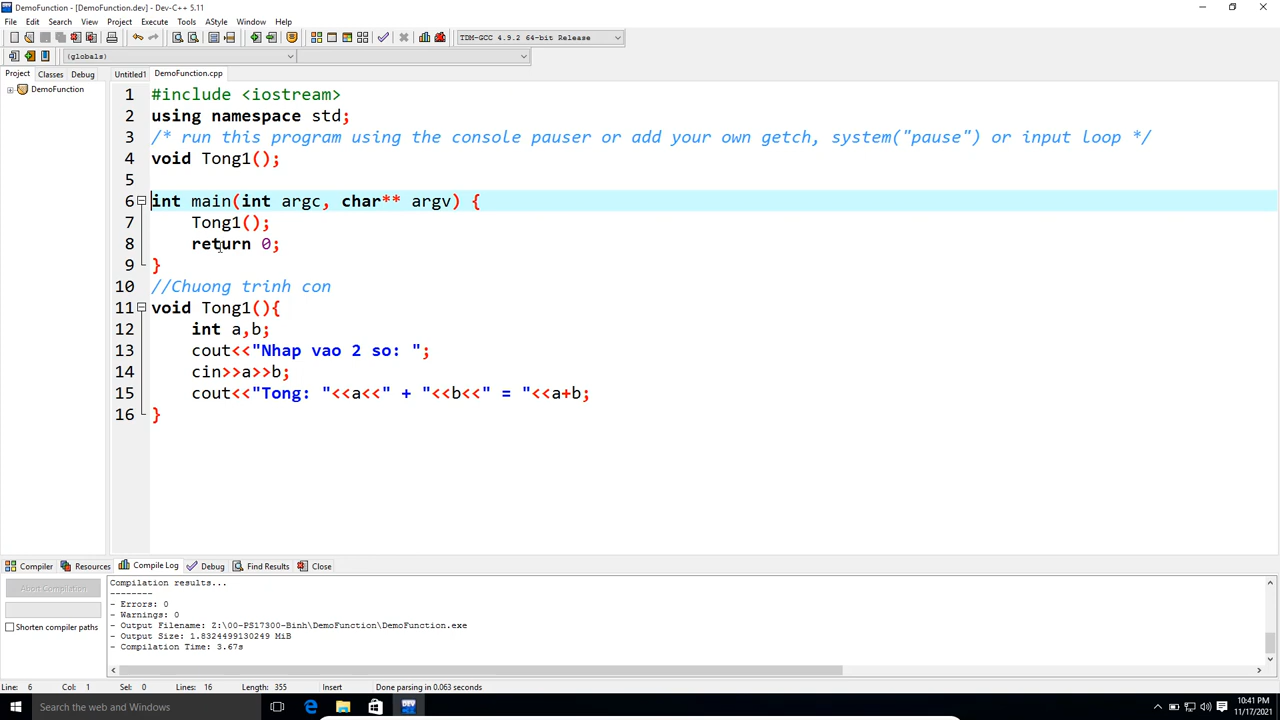 DemoFunction - [DemoFunction.dev] - Dev-C++ 5.11
File Edit Search View Project Execute Tools AStyle Window Help
TDM-GCC 4.9.2 64-bit Release
(globals)
Project Classes Debug Untitled1 DemoFunction.cpp
DemoFunction
1 #include <iostream>
2 using namespace std;
3 /* run this program using the console pauser or add your own getch, system("pause") or input loop */
4 void Tong1();
5
6 int main(int argc, char** argv) {
7 Tong1();
8 return 0;
9 }
10 //Chuong trinh con
11 void Tong1(){
12 int a,b;
13 cout<<"Nhap vao 2 so: ";
14 cin>>a>>b;
15 cout<<"Tong: "<<a<<" + "<<b<<" = "<<a+b;
16 }
Compiler Resources Compile Log Debug Find Results Close
Abort Compilation
Shorten compiler paths
Compilation results...
--------
- Errors: 0
- Warnings: 0
- Output Filename: Z:\00-PS17300-Binh\DemoFunction\DemoFunction.exe
- Output Size: 1.8324499130249 MiB
- Compilation Time: 3.67s
Line: 6 Col: 1 Sel: 0 Lines: 16 Length: 355 Insert Done parsing in 0.063 seconds
Search the web and Windows
DEV
10:41 PM
11/17/2021